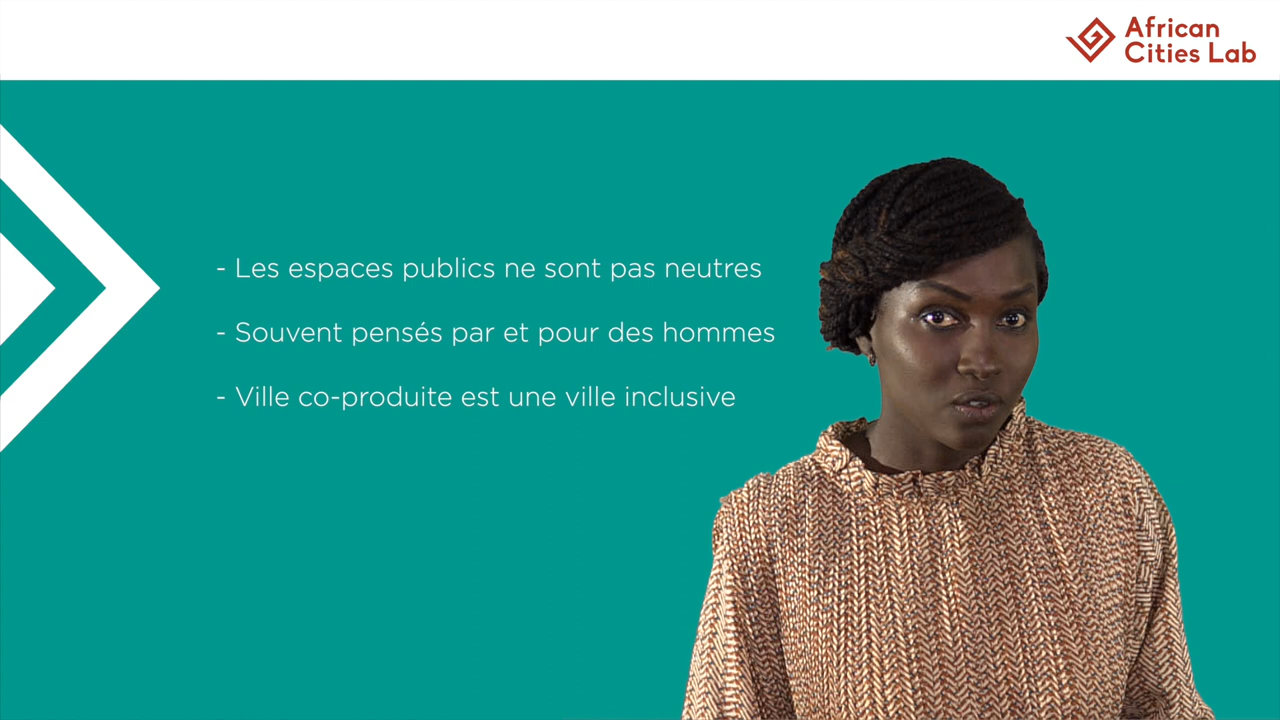 African
Cities Lab
- Les espaces publics ne sont pas neutres
- Souvent pensés par et pour des hommes
- Ville co-produite est une ville inclusive